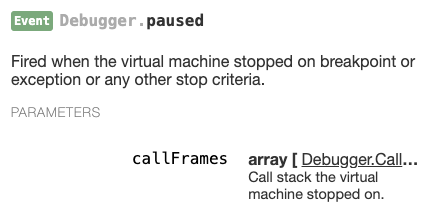 Event Debugger.paused
Fired when the virtual machine stopped on breakpoint or
exception or any other stop criteria.
PARAMETERS
callFrames array [ Debugger.Call...
Call stack the virtual
machine stopped on.